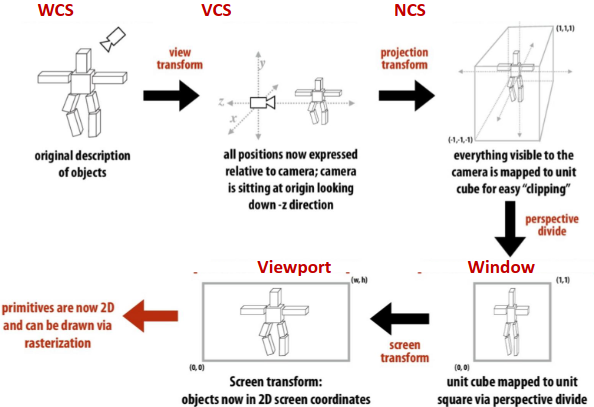 WCS
VCS
NCS
view
transform
projection
transform
(1,1,1)
y
z
x
(-1,-1,-1)
original description
of objects
all positions now expressed
relative to camera; camera
is sitting at origin looking
down -z direction
everything visible to the
camera is mapped to unit
cube for easy “clipping”
perspective
divide
Viewport
Window
(w, h)
(1, 1)
primitives are now 2D
and can be drawn via
rasterization
screen
transform
(0, 0)
(0, 0)
Screen transform:
objects now in 2D screen coordinates
unit cube mapped to unit
square via perspective divide